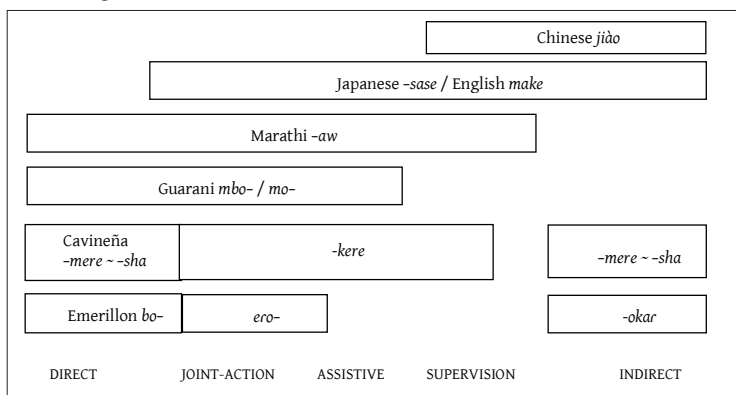 Chinese jiào
Japanese –sase / English make
Marathi –aw
Guarani mbo– / mo–
Cavineña
–mere ~ –sha
-kere
–mere ~ –sha
Emerillon bo–
ero–
-okar
DIRECT JOINT-ACTION ASSISTIVE SUPERVISION INDIRECT